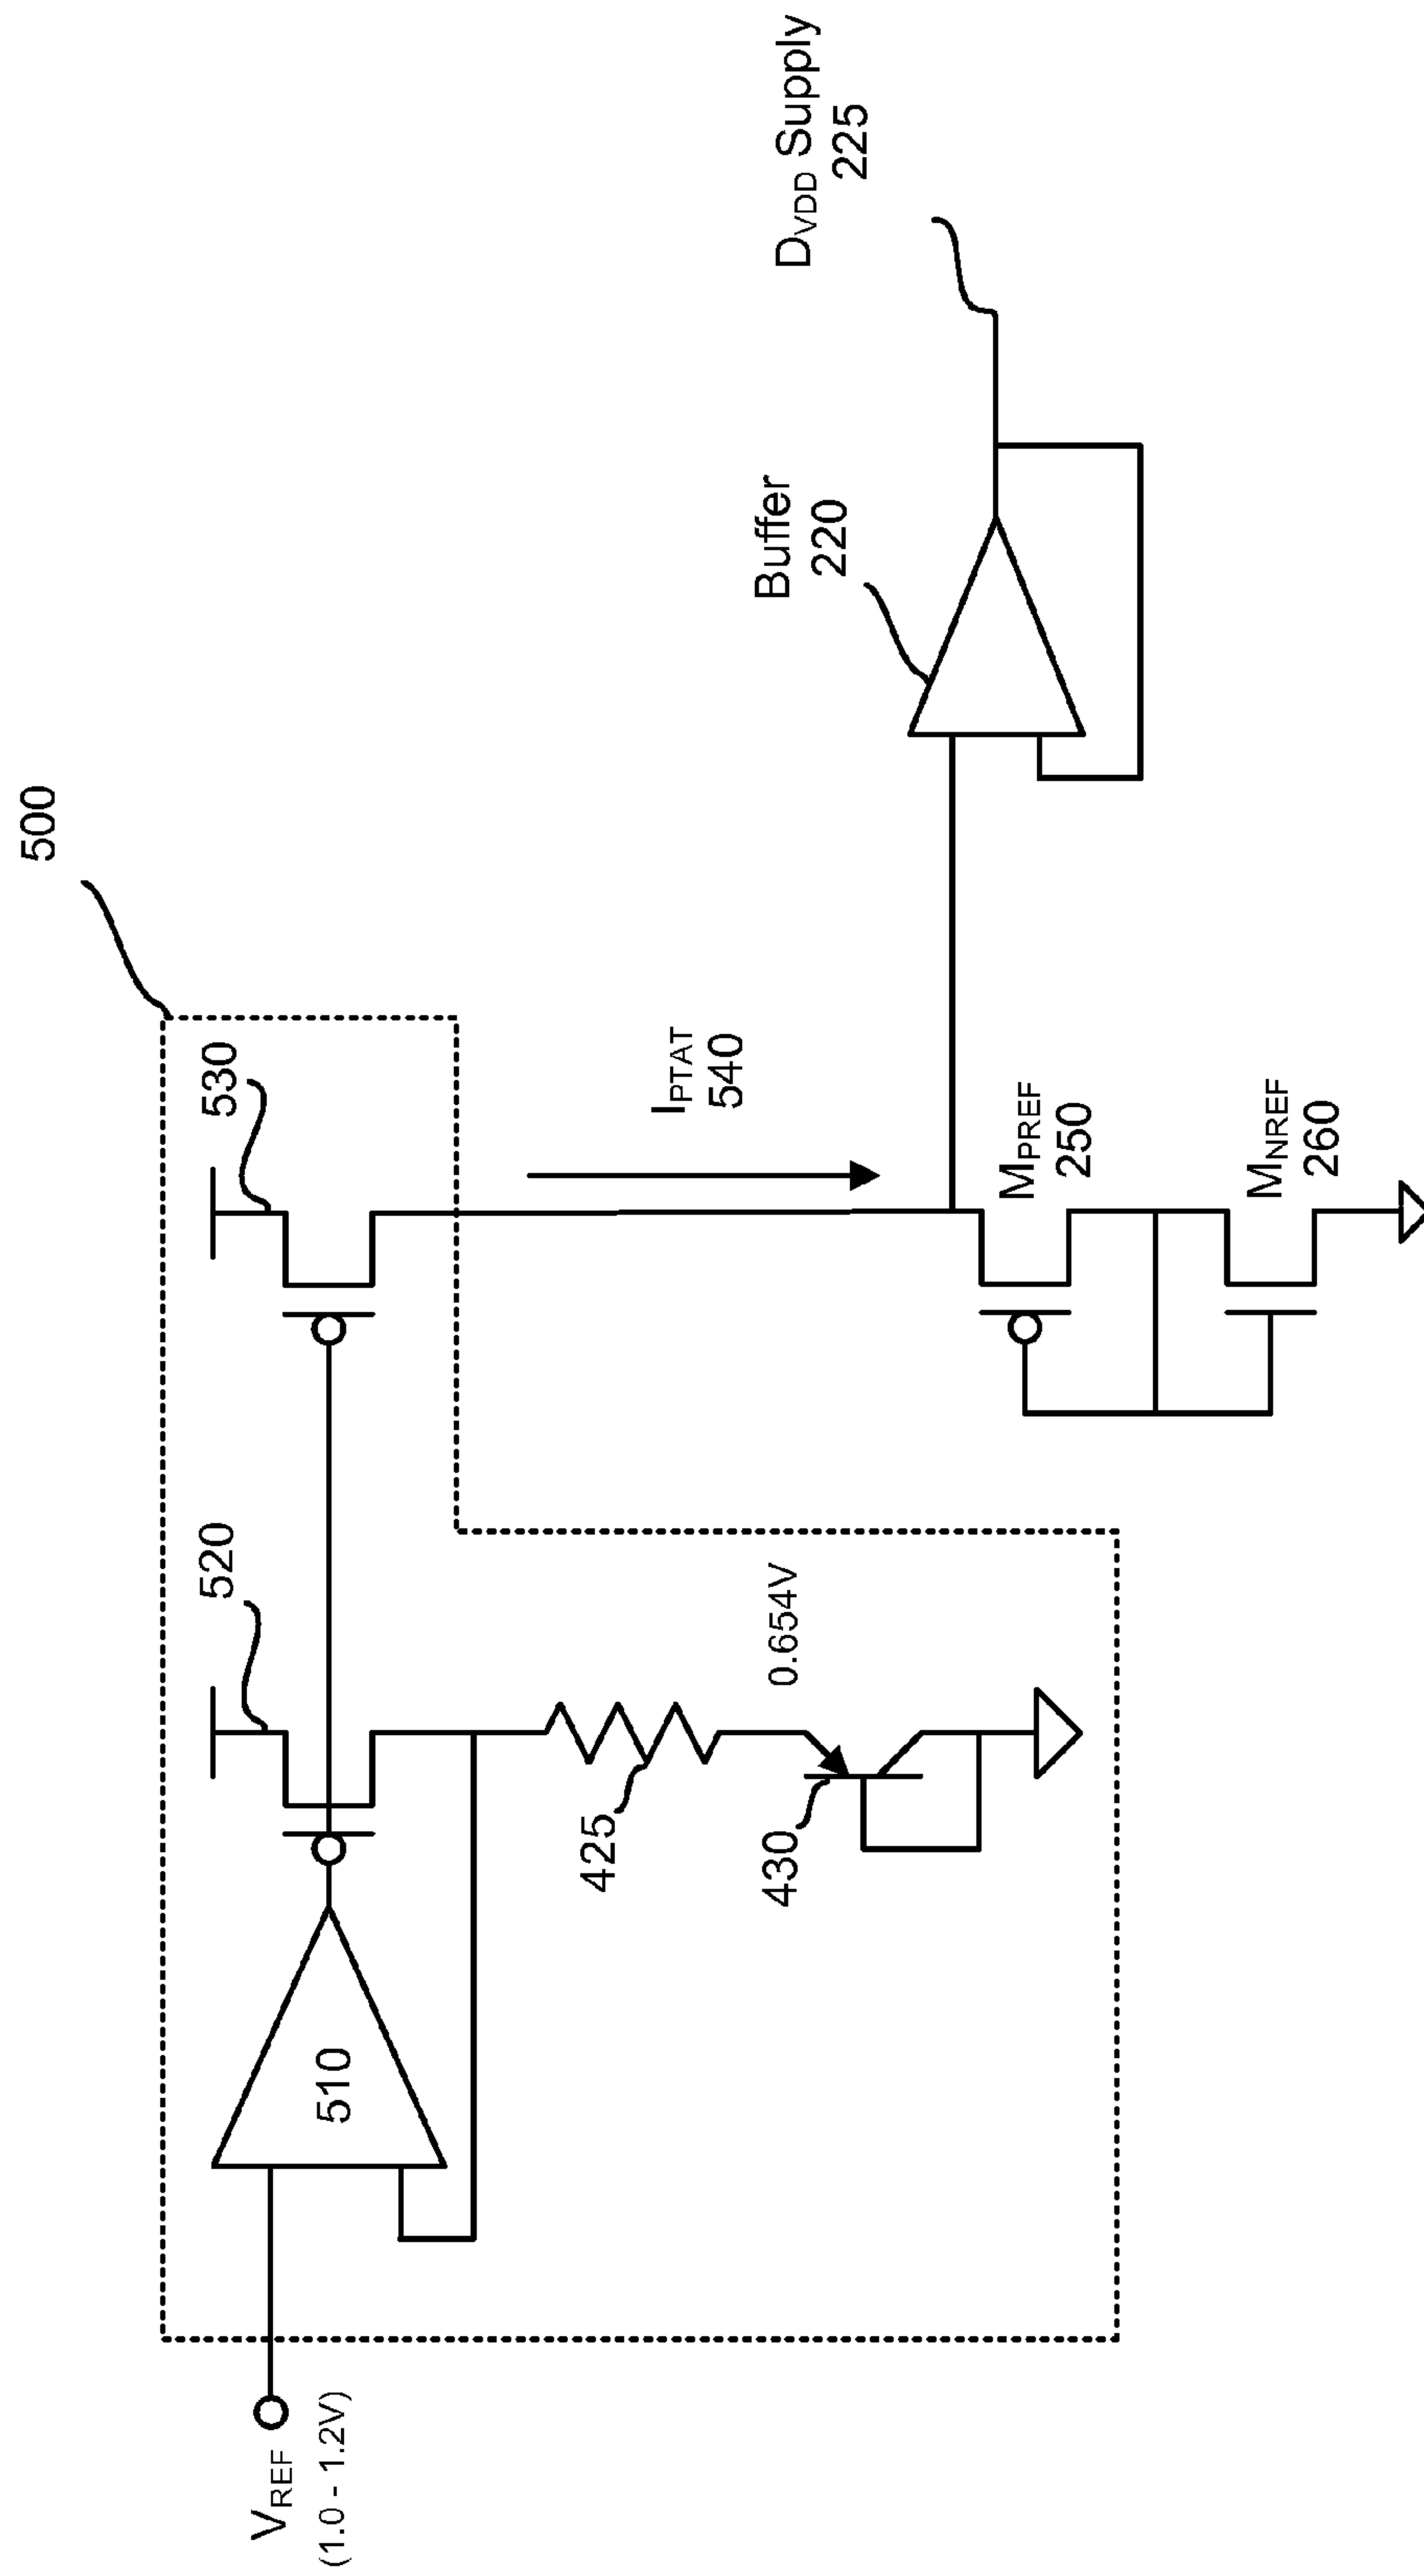 500
520
530
510
V_REF
(1.0 - 1.2V)
425
430
0.654V
I_PTAT
540
M_PREF
250
M_NREF
260
Buffer
220
D_VDD Supply
225